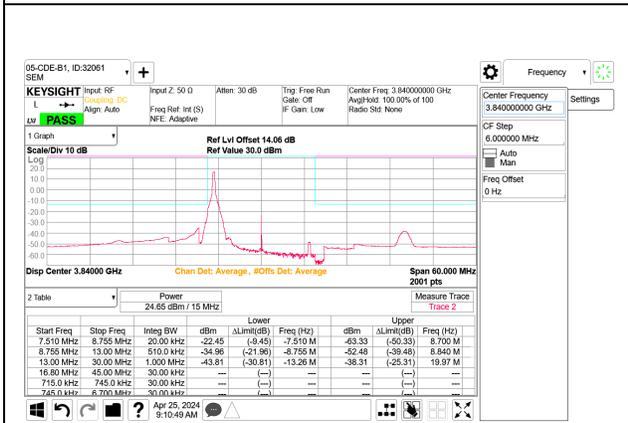 05-CDE-B1, ID:32061
SEM
Frequency
KEYSIGHT
Input: RF
Coupling: DC
Align: Auto
Input Z: 50 Ω
Freq Ref: Int (S)
NFE: Adaptive
Atten: 30 dB
Trig: Free Run
Gate: Off
IF Gain: Low
Center Freq: 3.840000000 GHz
Avg|Hold: 100.00% of 100
Radio Std: None
L
LXI PASS
Center Frequency
3.840000000 GHz
Settings
CF Step
6.000000 MHz
Auto
Man
Freq Offset
0 Hz
1 Graph
Scale/Div 10 dB
Ref Lvl Offset 14.06 dB
Ref Value 30.0 dBm
Log
20.0
10.0
0.00
-10.0
-20.0
-30.0
-40.0
-50.0
-60.0
Disp Center 3.84000 GHz
Chan Det: Average , #Offs Det: Average
Span 60.000 MHz
2001 pts
2 Table
Power
24.65 dBm / 15 MHz
Measure Trace
Trace 2
Lower Upper
Start Freq Stop Freq Integ BW dBm ΔLimit(dB) Freq (Hz) dBm ΔLimit(dB) Freq (Hz)
7.510 MHz 8.755 MHz 20.00 kHz -22.45 (-9.45) -7.510 M -63.33 (-50.33) 8.700 M
8.755 MHz 13.00 MHz 510.0 kHz -34.96 (-21.96) -8.755 M -52.48 (-39.48) 8.840 M
13.00 MHz 30.00 MHz 1.000 MHz -43.81 (-30.81) -13.26 M -38.31 (-25.31) 19.97 M
16.80 MHz 45.00 MHz 30.00 kHz --- (---) --- (---)
715.0 kHz 745.0 kHz 30.00 kHz --- (---) --- (---)
745.0 kHz 6.700 MHz 30.00 kHz --- (---) --- (---)
Apr 25, 2024
9:10:49 AM